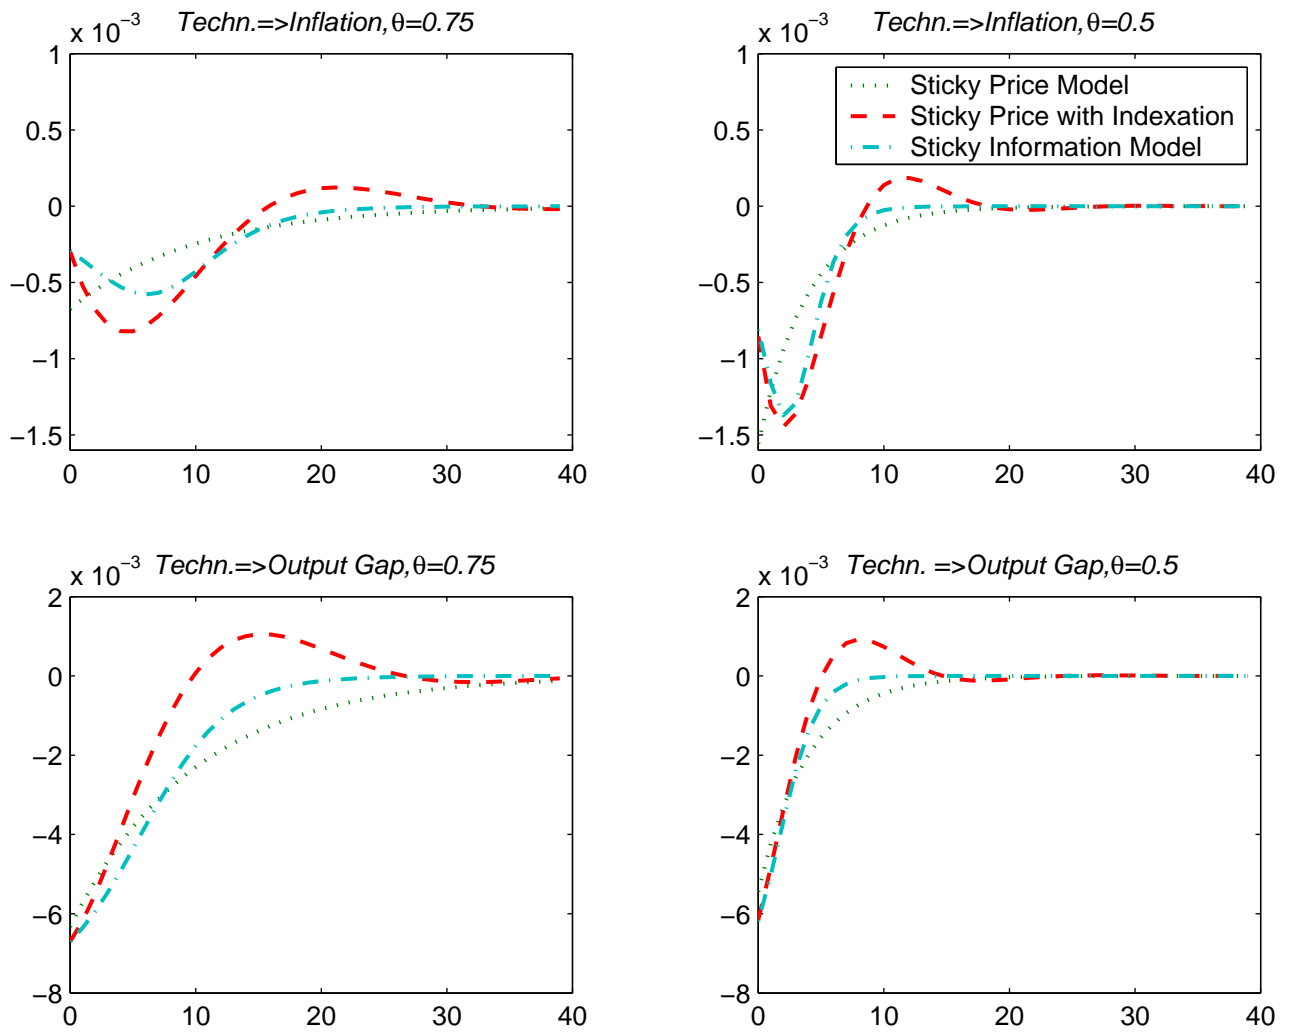 x 10⁻³ Techn.=>Inflation,θ=0.75
1
0.5
0
−0.5
−1
−1.5
0 10 20 30 40
x 10⁻³ Techn.=>Inflation,θ=0.5
Sticky Price Model
Sticky Price with Indexation
Sticky Information Model
1
0.5
0
−0.5
−1
−1.5
0 10 20 30 40
x 10⁻³ Techn.=>Output Gap,θ=0.75
2
0
−2
−4
−6
−8
0 10 20 30 40
x 10⁻³ Techn. =>Output Gap,θ=0.5
2
0
−2
−4
−6
−8
0 10 20 30 40